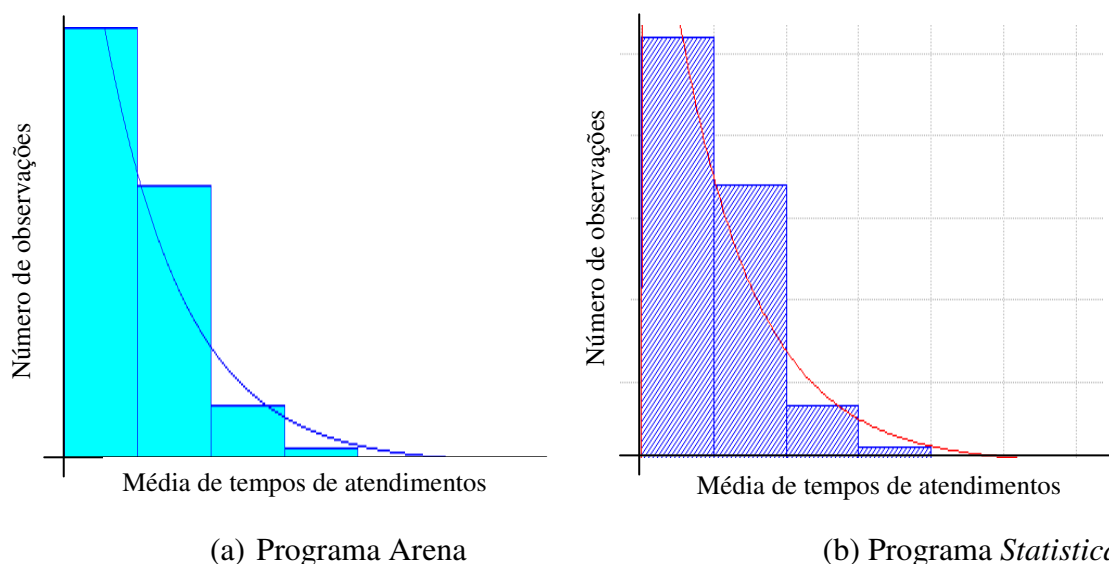 Número de observações
Média de tempos de atendimentos
(a) Programa Arena
Número de observações
Média de tempos de atendimentos
(b) Programa Statistica